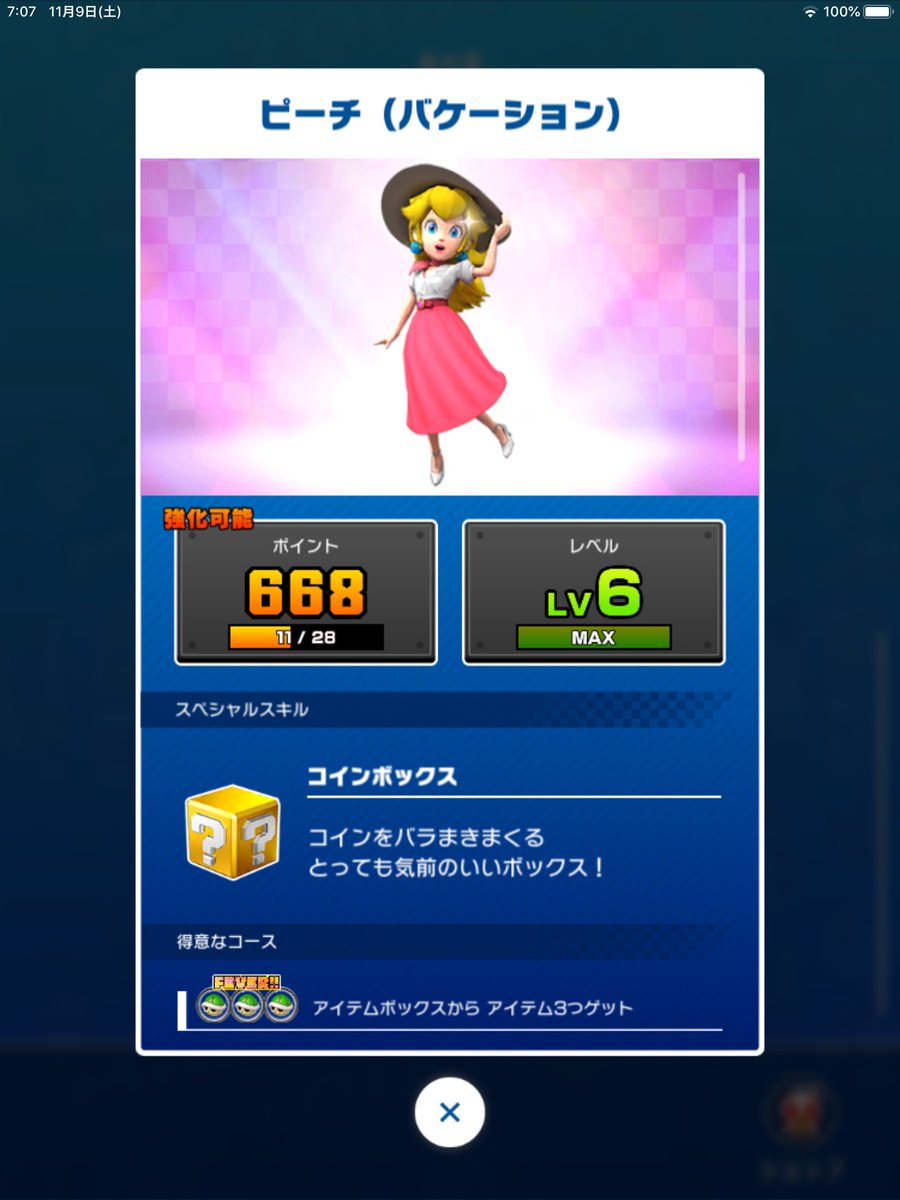 7:07 11月9日(土)
100%
ピーチ（バケーション）
強化可能
ポイント
668
11 / 28
レベル
LV6
MAX
スペシャルスキル
コインボックス
コインをバラまきまくる
とっても気前のいいボックス！
得意なコース
FEVER!!
アイテムボックスから アイテム3つゲット
ショップ